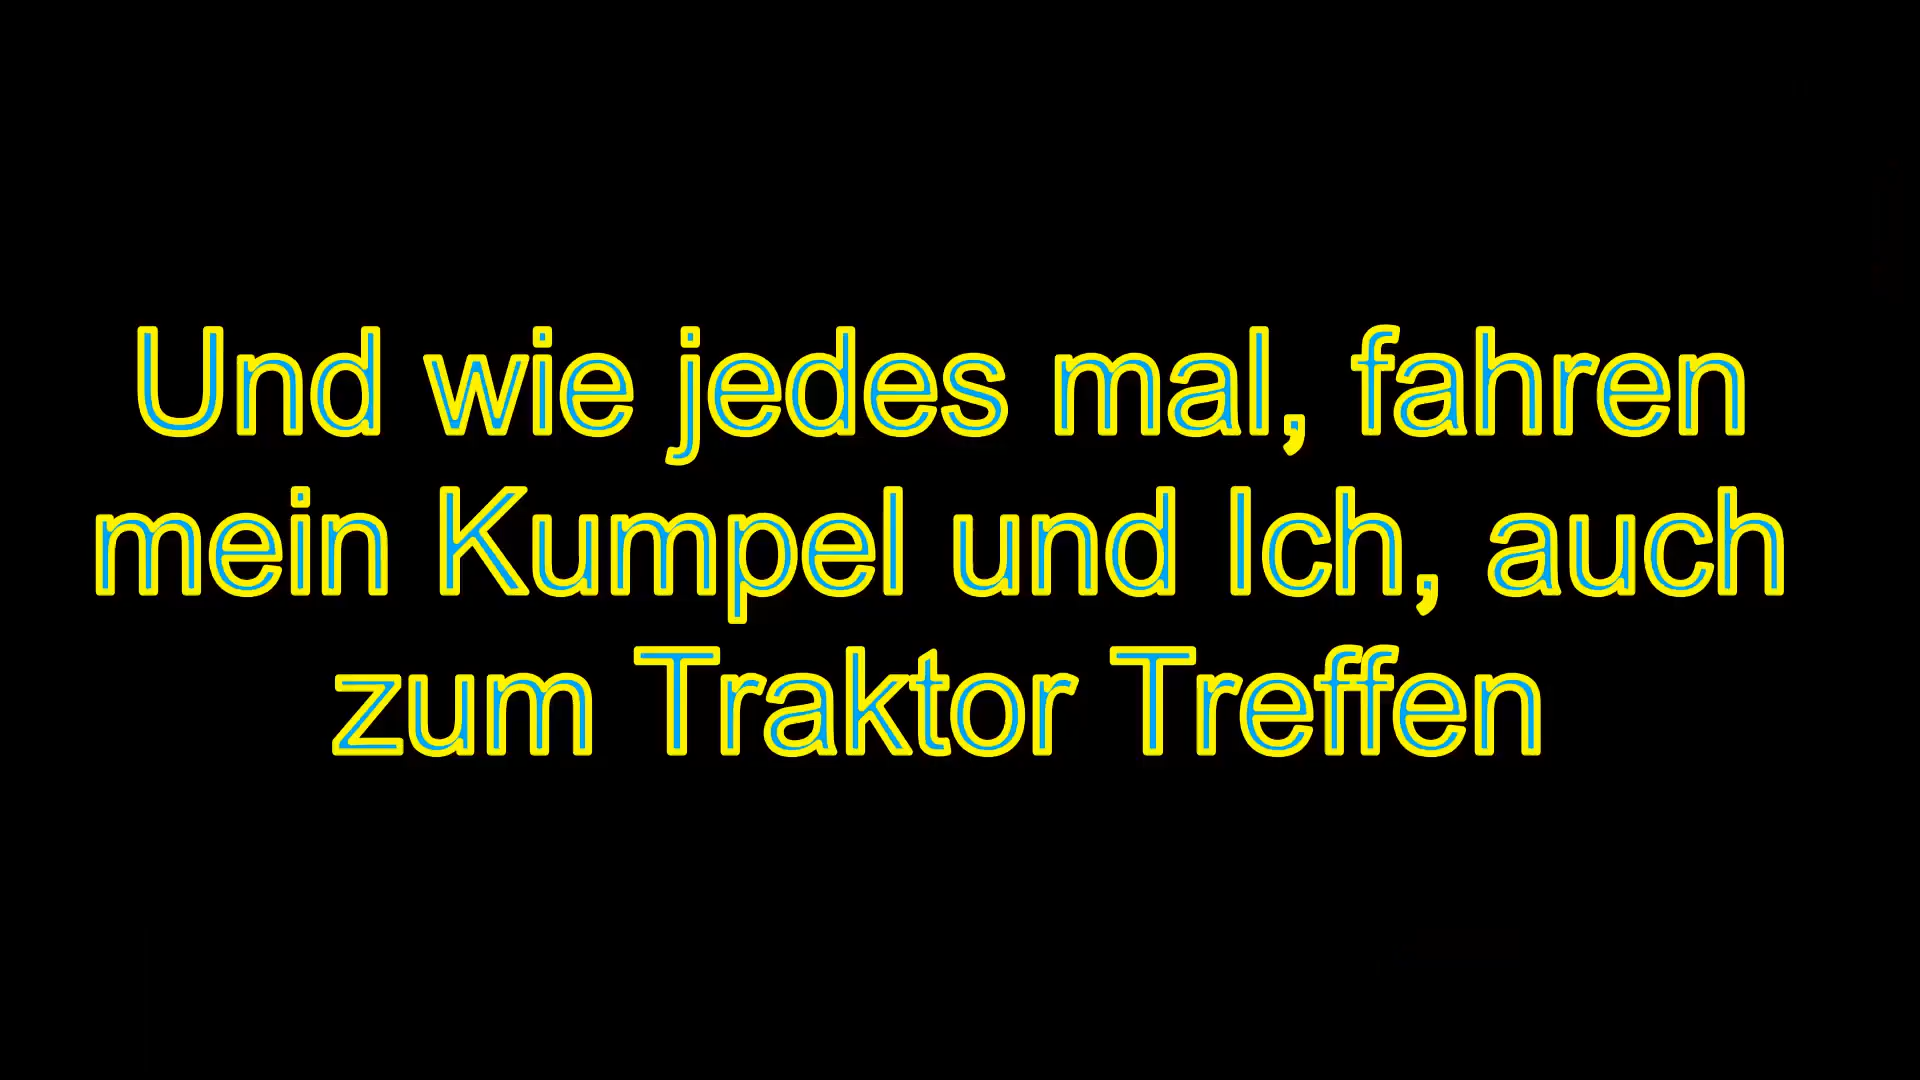 Und wie jedes mal, fahren
mein Kumpel und Ich, auch
zum Traktor Treffen